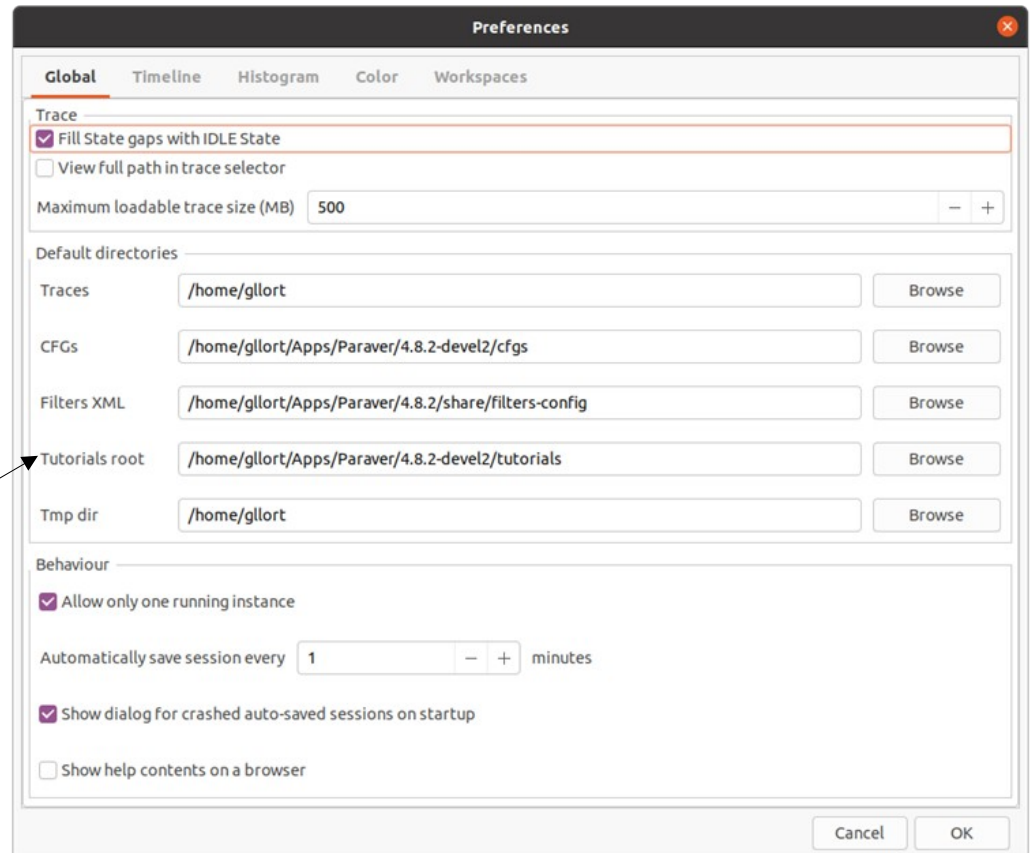 Preferences
Global Timeline Histogram Color Workspaces
Trace
Fill State gaps with IDLE State
View full path in trace selector
Maximum loadable trace size (MB) 500 − +
Default directories
Traces /home/gllort Browse
CFGs /home/gllort/Apps/Paraver/4.8.2-devel2/cfgs Browse
Filters XML /home/gllort/Apps/Paraver/4.8.2/share/filters-config Browse
Tutorials root /home/gllort/Apps/Paraver/4.8.2-devel2/tutorials Browse
Tmp dir /home/gllort Browse
Behaviour
Allow only one running instance
Automatically save session every 1 − + minutes
Show dialog for crashed auto-saved sessions on startup
Show help contents on a browser
Cancel OK